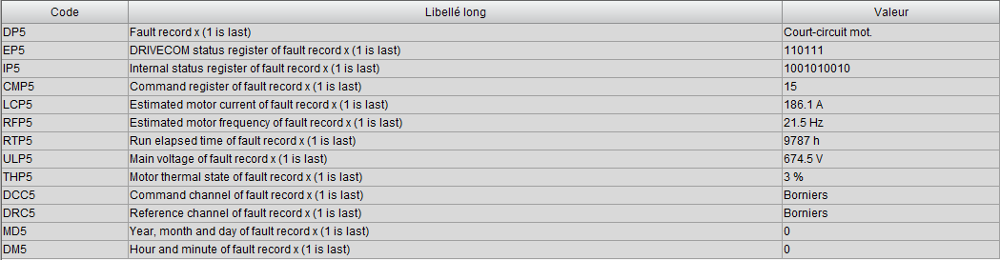 Code Libellé long Valeur
DP5 Fault record x (1 is last) Court-circuit mot.
EP5 DRIVECOM status register of fault record x (1 is last) 110111
IP5 Internal status register of fault record x (1 is last) 1001010010
CMP5 Command register of fault record x (1 is last) 15
LCP5 Estimated motor current of fault record x (1 is last) 186.1 A
RFP5 Estimated motor frequency of fault record x (1 is last) 21.5 Hz
RTP5 Run elapsed time of fault record x (1 is last) 9787 h
ULP5 Main voltage of fault record x (1 is last) 674.5 V
THP5 Motor thermal state of fault record x (1 is last) 3 %
DCC5 Command channel of fault record x (1 is last) Borniers
DRC5 Reference channel of fault record x (1 is last) Borniers
MD5 Year, month and day of fault record x (1 is last) 0
DM5 Hour and minute of fault record x (1 is last) 0